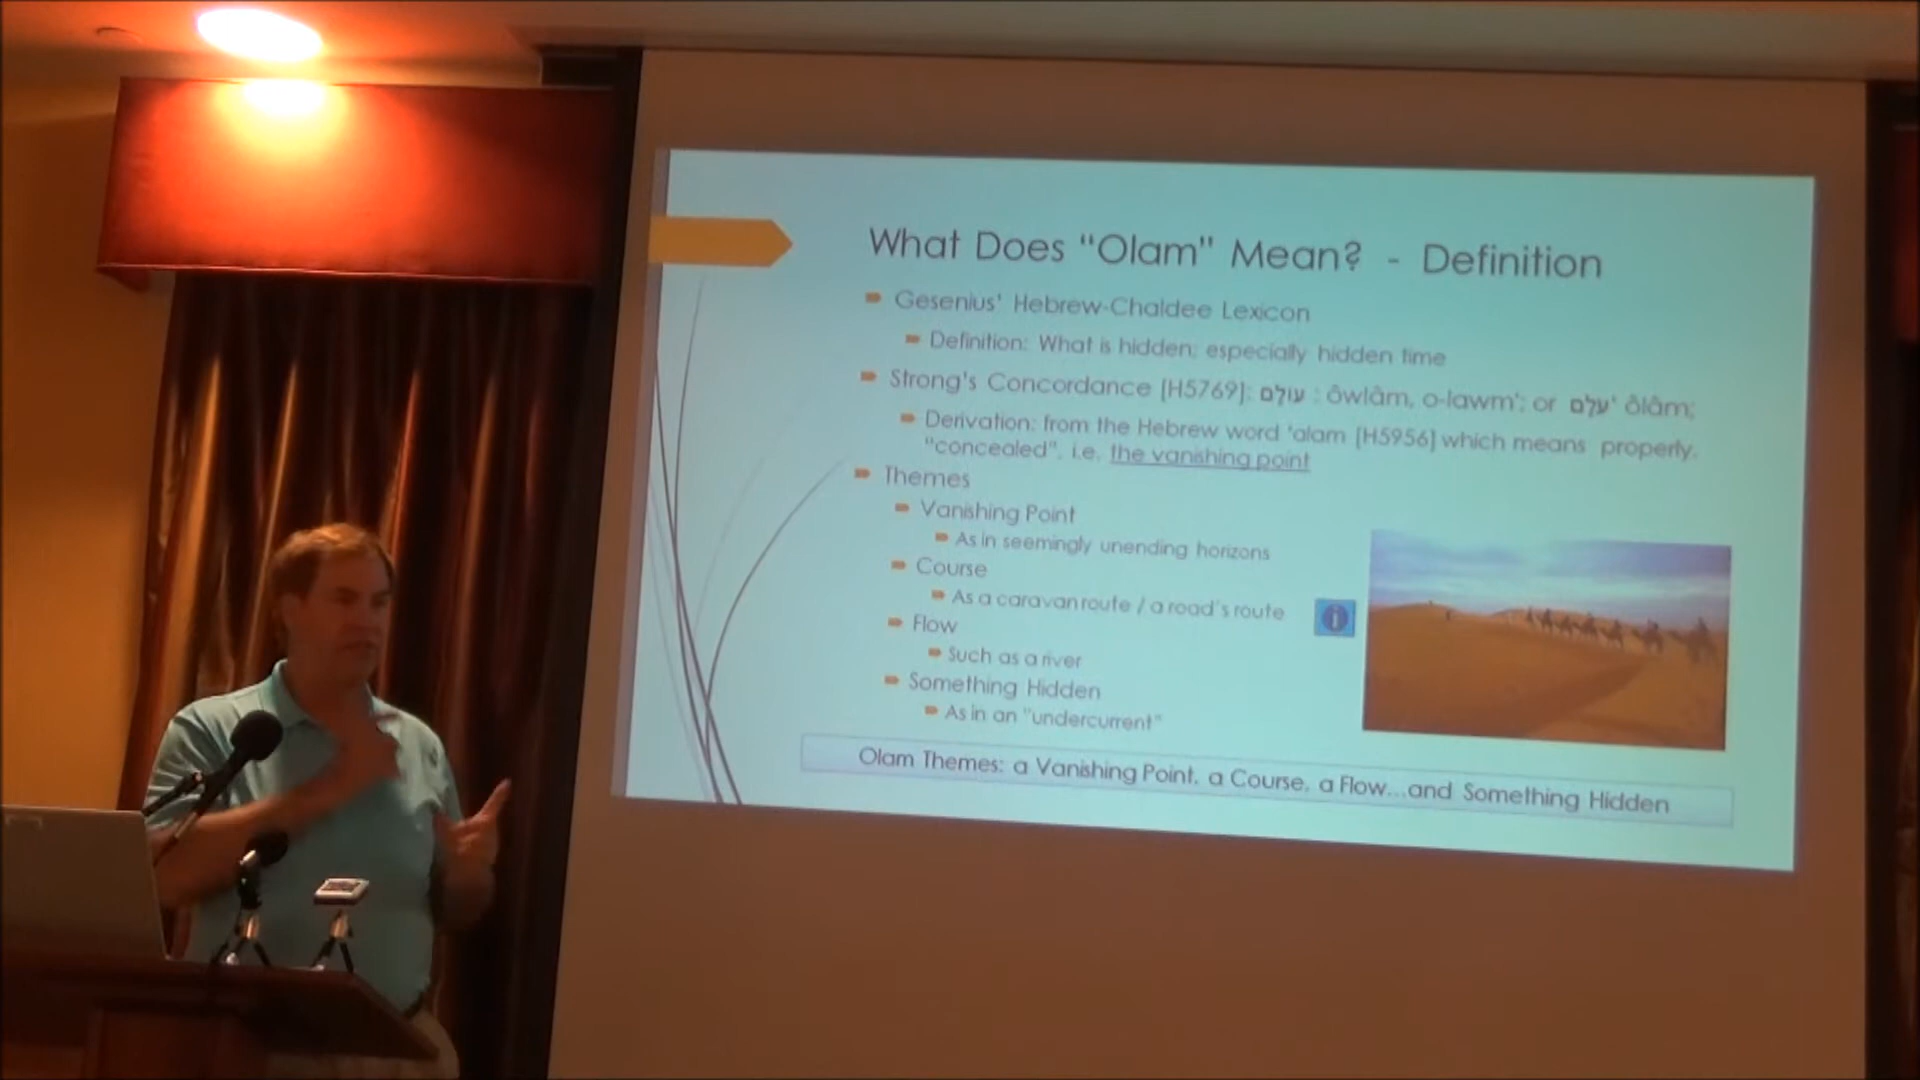 What Does "Olam" Mean? - Definition
Gesenius' Hebrew-Chaldee Lexicon
Definition: What is hidden; especially hidden time
Strong's Concordance [H5769]: עולם : ôwlâm, o-lawm'; or עלם' ôlâm;
Derivation: from the Hebrew word 'alam [H5956] which means properly,
"concealed", i.e. the vanishing point
Themes
Vanishing Point
As in seemingly unending horizons
Course
As a caravan route / a road's route
Flow
Such as a river
Something Hidden
As in an "undercurrent"
Olam Themes: a Vanishing Point, a Course, a Flow...and Something Hidden